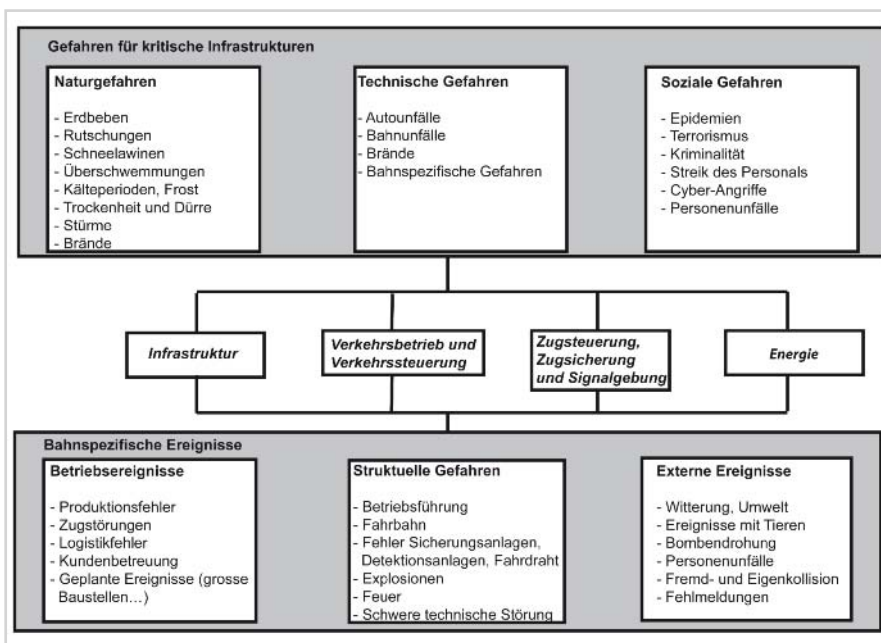 Gefahren für kritische Infrastrukturen
Naturgefahren
- Erdbeben
- Rutschungen
- Schneelawinen
- Überschwemmungen
- Kälteperioden, Frost
- Trockenheit und Dürre
- Stürme
- Brände
Technische Gefahren
- Autounfälle
- Bahnunfälle
- Brände
- Bahnspezifische Gefahren
Soziale Gefahren
- Epidemien
- Terrorismus
- Kriminalität
- Streik des Personals
- Cyber-Angriffe
- Personenunfälle
Infrastruktur
Verkehrsbetrieb und
Verkehrssteuerung
Zugsteuerung,
Zugsicherung
und Signalgebung
Energie
Bahnspezifische Ereignisse
Betriebsereignisse
- Produktionsfehler
- Zugstörungen
- Logistikfehler
- Kundenbetreuung
- Geplante Ereignisse (grosse
Baustellen...)
Struktuelle Gefahren
- Betriebsführung
- Fahrbahn
- Fehler Sicherungsanlagen,
Detektionsanlagen, Fahrdraht
- Explosionen
- Feuer
- Schwere technische Störung
Externe Ereignisse
- Witterung, Umwelt
- Ereignisse mit Tieren
- Bombendrohung
- Personenunfälle
- Fremd- und Eigenkollision
- Fehlmeldungen